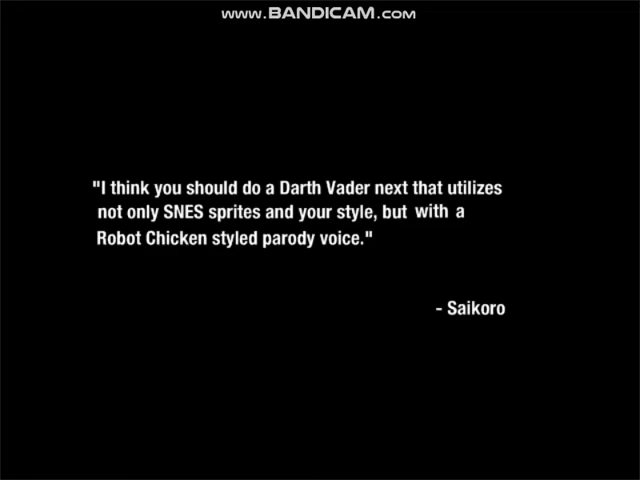 www.BANDICAM.com
"I think you should do a Darth Vader next that utilizes
not only SNES sprites and your style, but with a
Robot Chicken styled parody voice."
- Saikoro